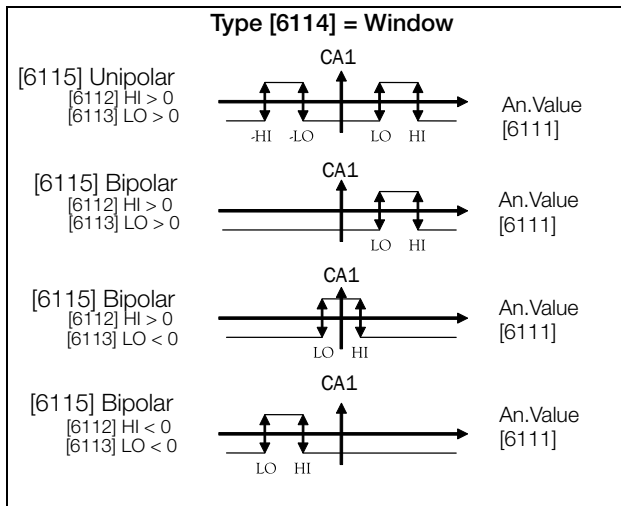 Type [6114] = Window
CA1
[6115] Unipolar
[6112] HI > 0
[6113] LO > 0
-HI -LO LO HI
An.Value
[6111]
CA1
[6115] Bipolar
[6112] HI > 0
[6113] LO > 0
LO HI
An.Value
[6111]
CA1
[6115] Bipolar
[6112] HI > 0
[6113] LO < 0
LO HI
An.Value
[6111]
CA1
[6115] Bipolar
[6112] HI < 0
[6113] LO < 0
LO HI
An.Value
[6111]